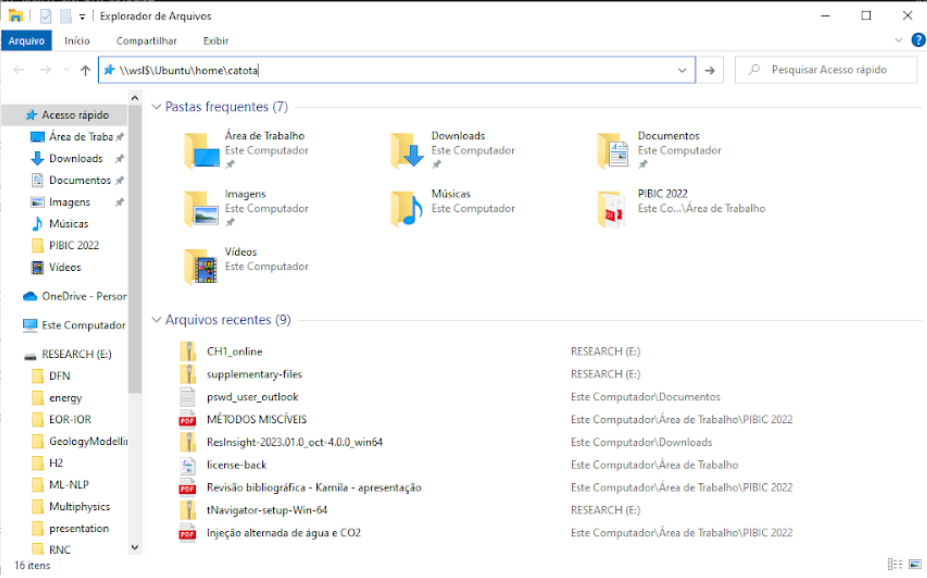 Explorador de Arquivos
Arquivo Início Compartilhar Exibir
\\wsl$\Ubuntu\home\catota
Pesquisar Acesso rápido
Acesso rápido
Área de Traba
Downloads
Documentos
Imagens
Músicas
PIBIC 2022
Vídeos
OneDrive - Person
Este Computador
RESEARCH (E:)
DFN
energy
EOR-IOR
GeologyModellin
H2
ML-NLP
Multiphysics
presentation
RNC
Pastas frequentes (7)
Área de Trabalho
Este Computador
Downloads
Este Computador
Documentos
Este Computador
Imagens
Este Computador
Músicas
Este Computador
PIBIC 2022
Este Co...\Área de Trabalho
Vídeos
Este Computador
Arquivos recentes (9)
CH1_online RESEARCH (E:)
supplementary-files RESEARCH (E:)
pswd_user_outlook Este Computador\Documentos
MÉTODOS MISCÍVEIS Este Computador\Área de Trabalho\PIBIC 2022
ResInsight-2023.01.0_oct-4.0.0_win64 Este Computador\Downloads
license-back Este Computador\Área de Trabalho
Revisão bibliográfica - Kamila - apresentação Este Computador\Área de Trabalho\PIBIC 2022
tNavigator-setup-Win-64 RESEARCH (E:)
Injeção alternada de água e CO2 Este Computador\Área de Trabalho\PIBIC 2022
16 itens